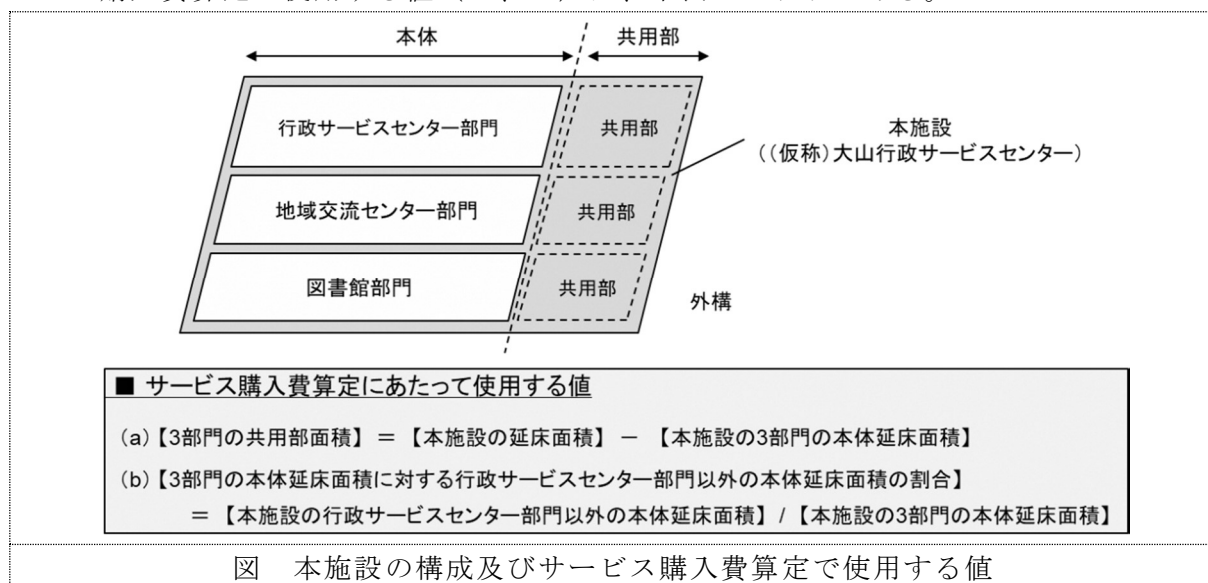 本体
共用部
行政サービスセンター部門
共用部
本施設
((仮称)大山行政サービスセンター)
地域交流センター部門
共用部
図書館部門
共用部
外構
■ サービス購入費算定にあたって使用する値
(a)【3部門の共用部面積】 = 【本施設の延床面積】 - 【本施設の3部門の本体延床面積】
(b)【3部門の本体延床面積に対する行政サービスセンター部門以外の本体延床面積の割合】
= 【本施設の行政サービスセンター部門以外の本体延床面積】 / 【本施設の3部門の本体延床面積】
図 本施設の構成及びサービス購入費算定で使用する値